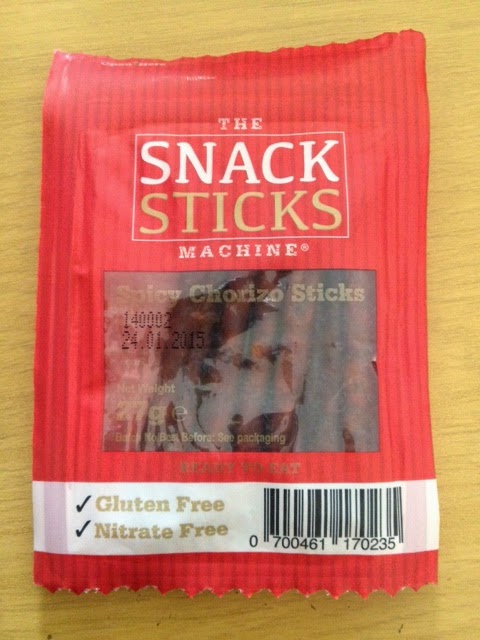 THE
SNACK
STICKS
MACHINE®
Spicy Chorizo Sticks
140002
24.01.2015
Net Weight
27g e
Batch No/Best Before: See packaging
READY TO EAT
✓ Gluten Free
✓ Nitrate Free
0 700461 170235